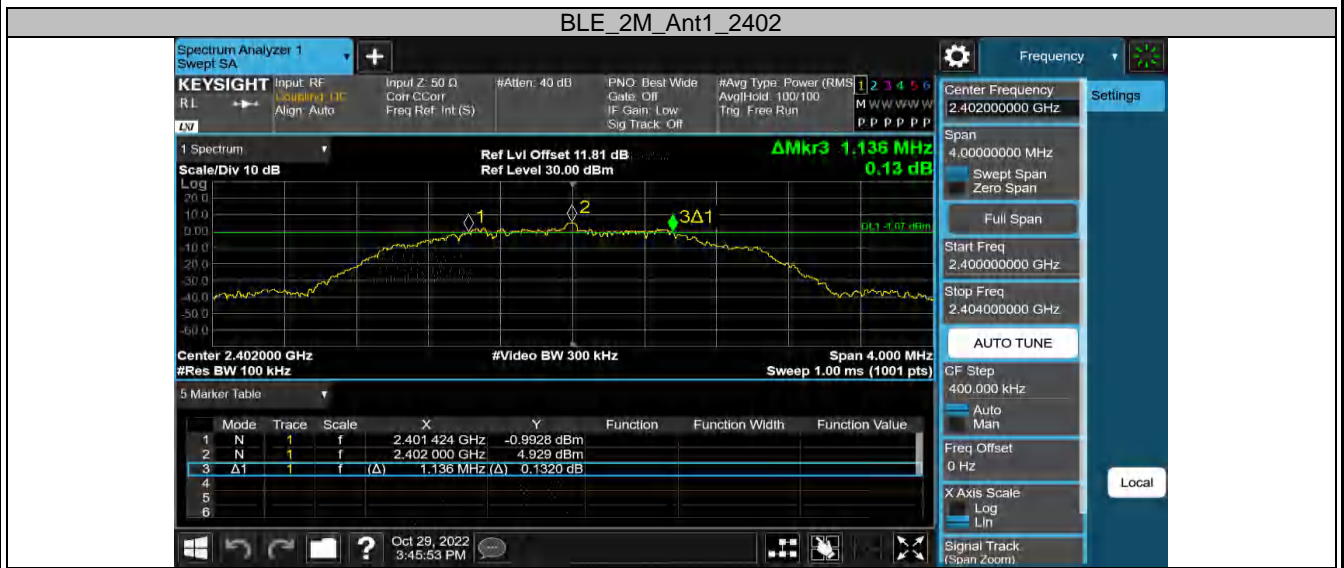 BLE_2M_Ant1_2402
Spectrum Analyzer 1
Swept SA
+
Frequency
KEYSIGHT
RL
LXI
Input: RF
Coupling: DC
Align: Auto
Input Z: 50 Ω
Corr CCorr
Freq Ref: Int (S)
#Atten: 40 dB
PNO: Best Wide
Gate: Off
IF Gain: Low
Sig Track: Off
#Avg Type: Power (RMS
Avg|Hold: 100/100
Trig: Free Run
1 2 3 4 5 6
M W W W W W
P P P P P P
1 Spectrum
Scale/Div 10 dB
Ref Lvl Offset 11.81 dB
Ref Level 30.00 dBm
ΔMkr3 1.136 MHz
0.13 dB
Log
20.0
10.0
0.00
-10.0
-20.0
-30.0
-40.0
-50.0
-60.0
1
2
3Δ1
DL1 -1.07 dBm
Center 2.402000 GHz
#Res BW 100 kHz
#Video BW 300 kHz
Span 4.000 MHz
Sweep 1.00 ms (1001 pts)
5 Marker Table
Mode Trace Scale X Y Function Function Width Function Value
1 N 1 f 2.401 424 GHz -0.9928 dBm
2 N 1 f 2.402 000 GHz 4.929 dBm
3 Δ1 1 f (Δ) 1.136 MHz (Δ) 0.1320 dB
4
5
6
Oct 29, 2022
3:45:53 PM
?
Center Frequency
2.402000000 GHz
Settings
Span
4.00000000 MHz
Swept Span
Zero Span
Full Span
Start Freq
2.400000000 GHz
Stop Freq
2.404000000 GHz
AUTO TUNE
CF Step
400.000 kHz
Auto
Man
Freq Offset
0 Hz
X Axis Scale
Log
Lin
Local
Signal Track
(Span Zoom)